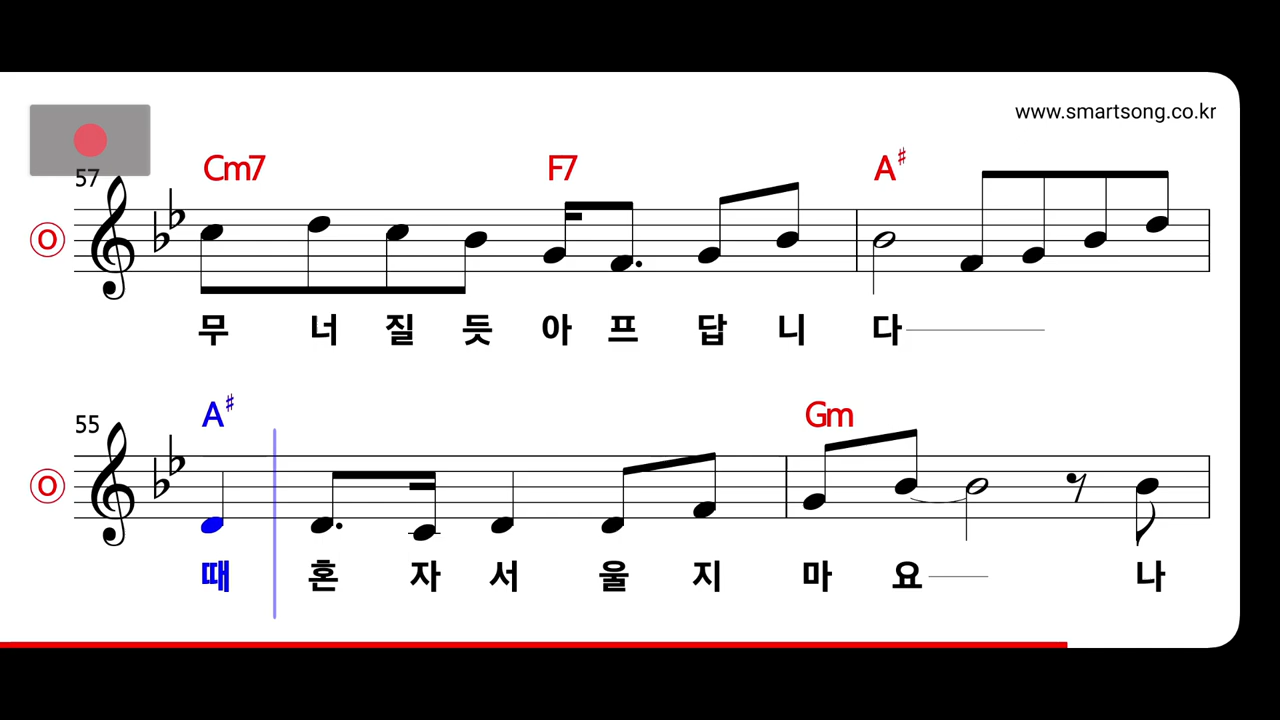 www.smartsong.co.kr
57
Cm7 F7 A♯
O
무 너 질 듯 아 프 답 니 다
55
A♯ Gm
O
때 혼 자 서 울 지 마 요 나